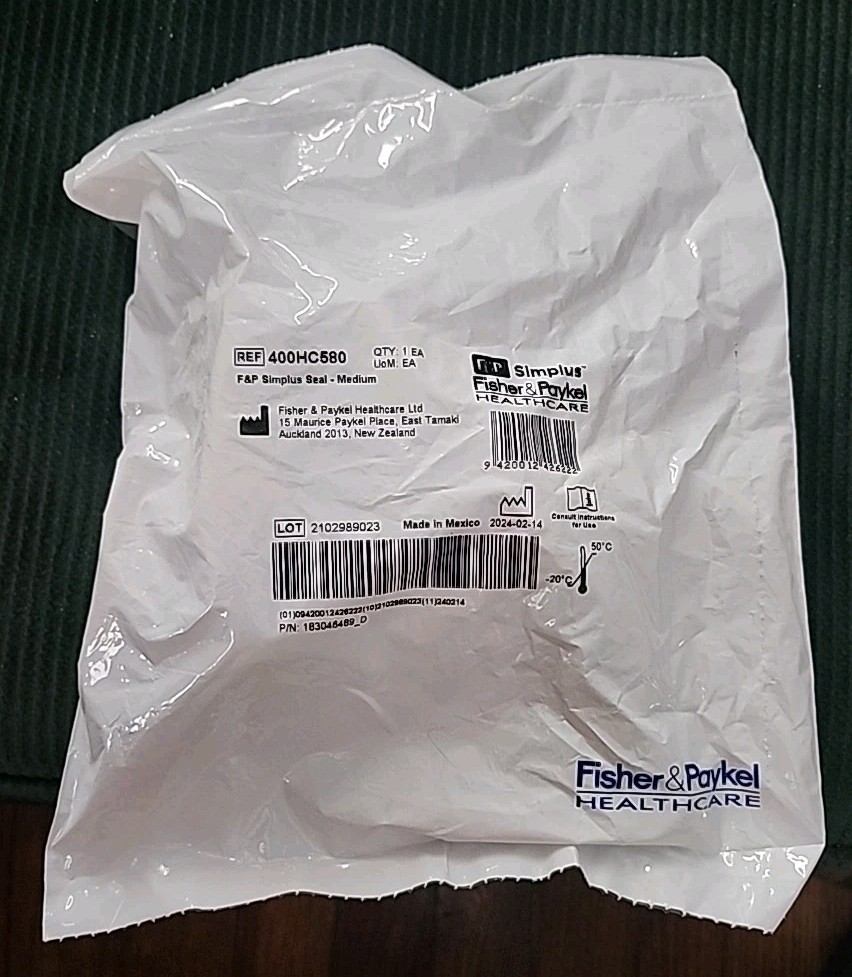 REF 400HC580 QTY: 1 EA
UoM: EA
F&P Simplus Seal - Medium
F&P Simplus™
Fisher & Paykel
HEALTHCARE
Fisher & Paykel Healthcare Ltd
15 Maurice Paykel Place, East Tamaki
Auckland 2013, New Zealand
9 420012 426222
LOT 2102989023 Made in Mexico 2024-02-14
Consult instructions
for Use
50°C
-20°C
(01)09420012426222(10)2102989023(11)240214
P/N: 183046469_D
Fisher & Paykel
HEALTHCARE